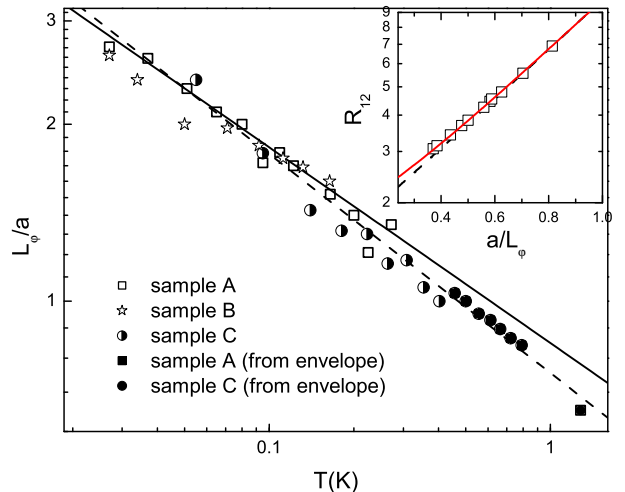 3
2
1
L_φ/a
0.1
1
T(K)
sample A
sample B
sample C
sample A (from envelope)
sample C (from envelope)
9
8
7
6
5
4
3
2
R_12
0.4
0.6
0.8
1.0
a/L_φ